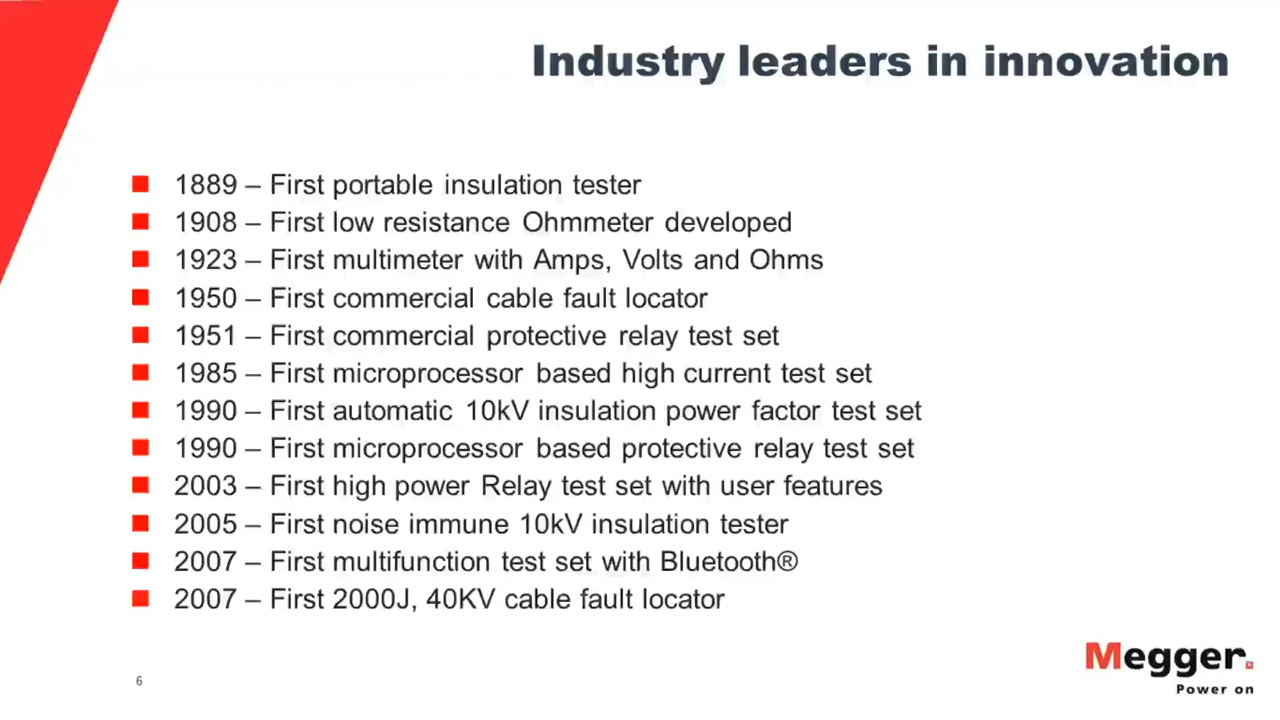 Industry leaders in innovation
1889 – First portable insulation tester
1908 – First low resistance Ohmmeter developed
1923 – First multimeter with Amps, Volts and Ohms
1950 – First commercial cable fault locator
1951 – First commercial protective relay test set
1985 – First microprocessor based high current test set
1990 – First automatic 10kV insulation power factor test set
1990 – First microprocessor based protective relay test set
2003 – First high power Relay test set with user features
2005 – First noise immune 10kV insulation tester
2007 – First multifunction test set with Bluetooth®
2007 – First 2000J, 40KV cable fault locator
Megger.
Power on
6